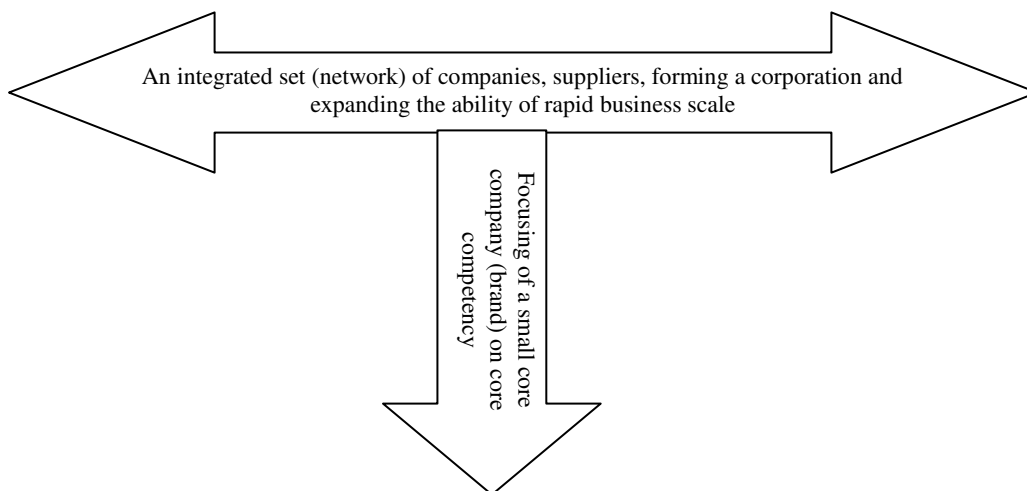 An integrated set (network) of companies, suppliers, forming a corporation and
expanding the ability of rapid business scale
Focusing of a small core
company (brand) on core
competency